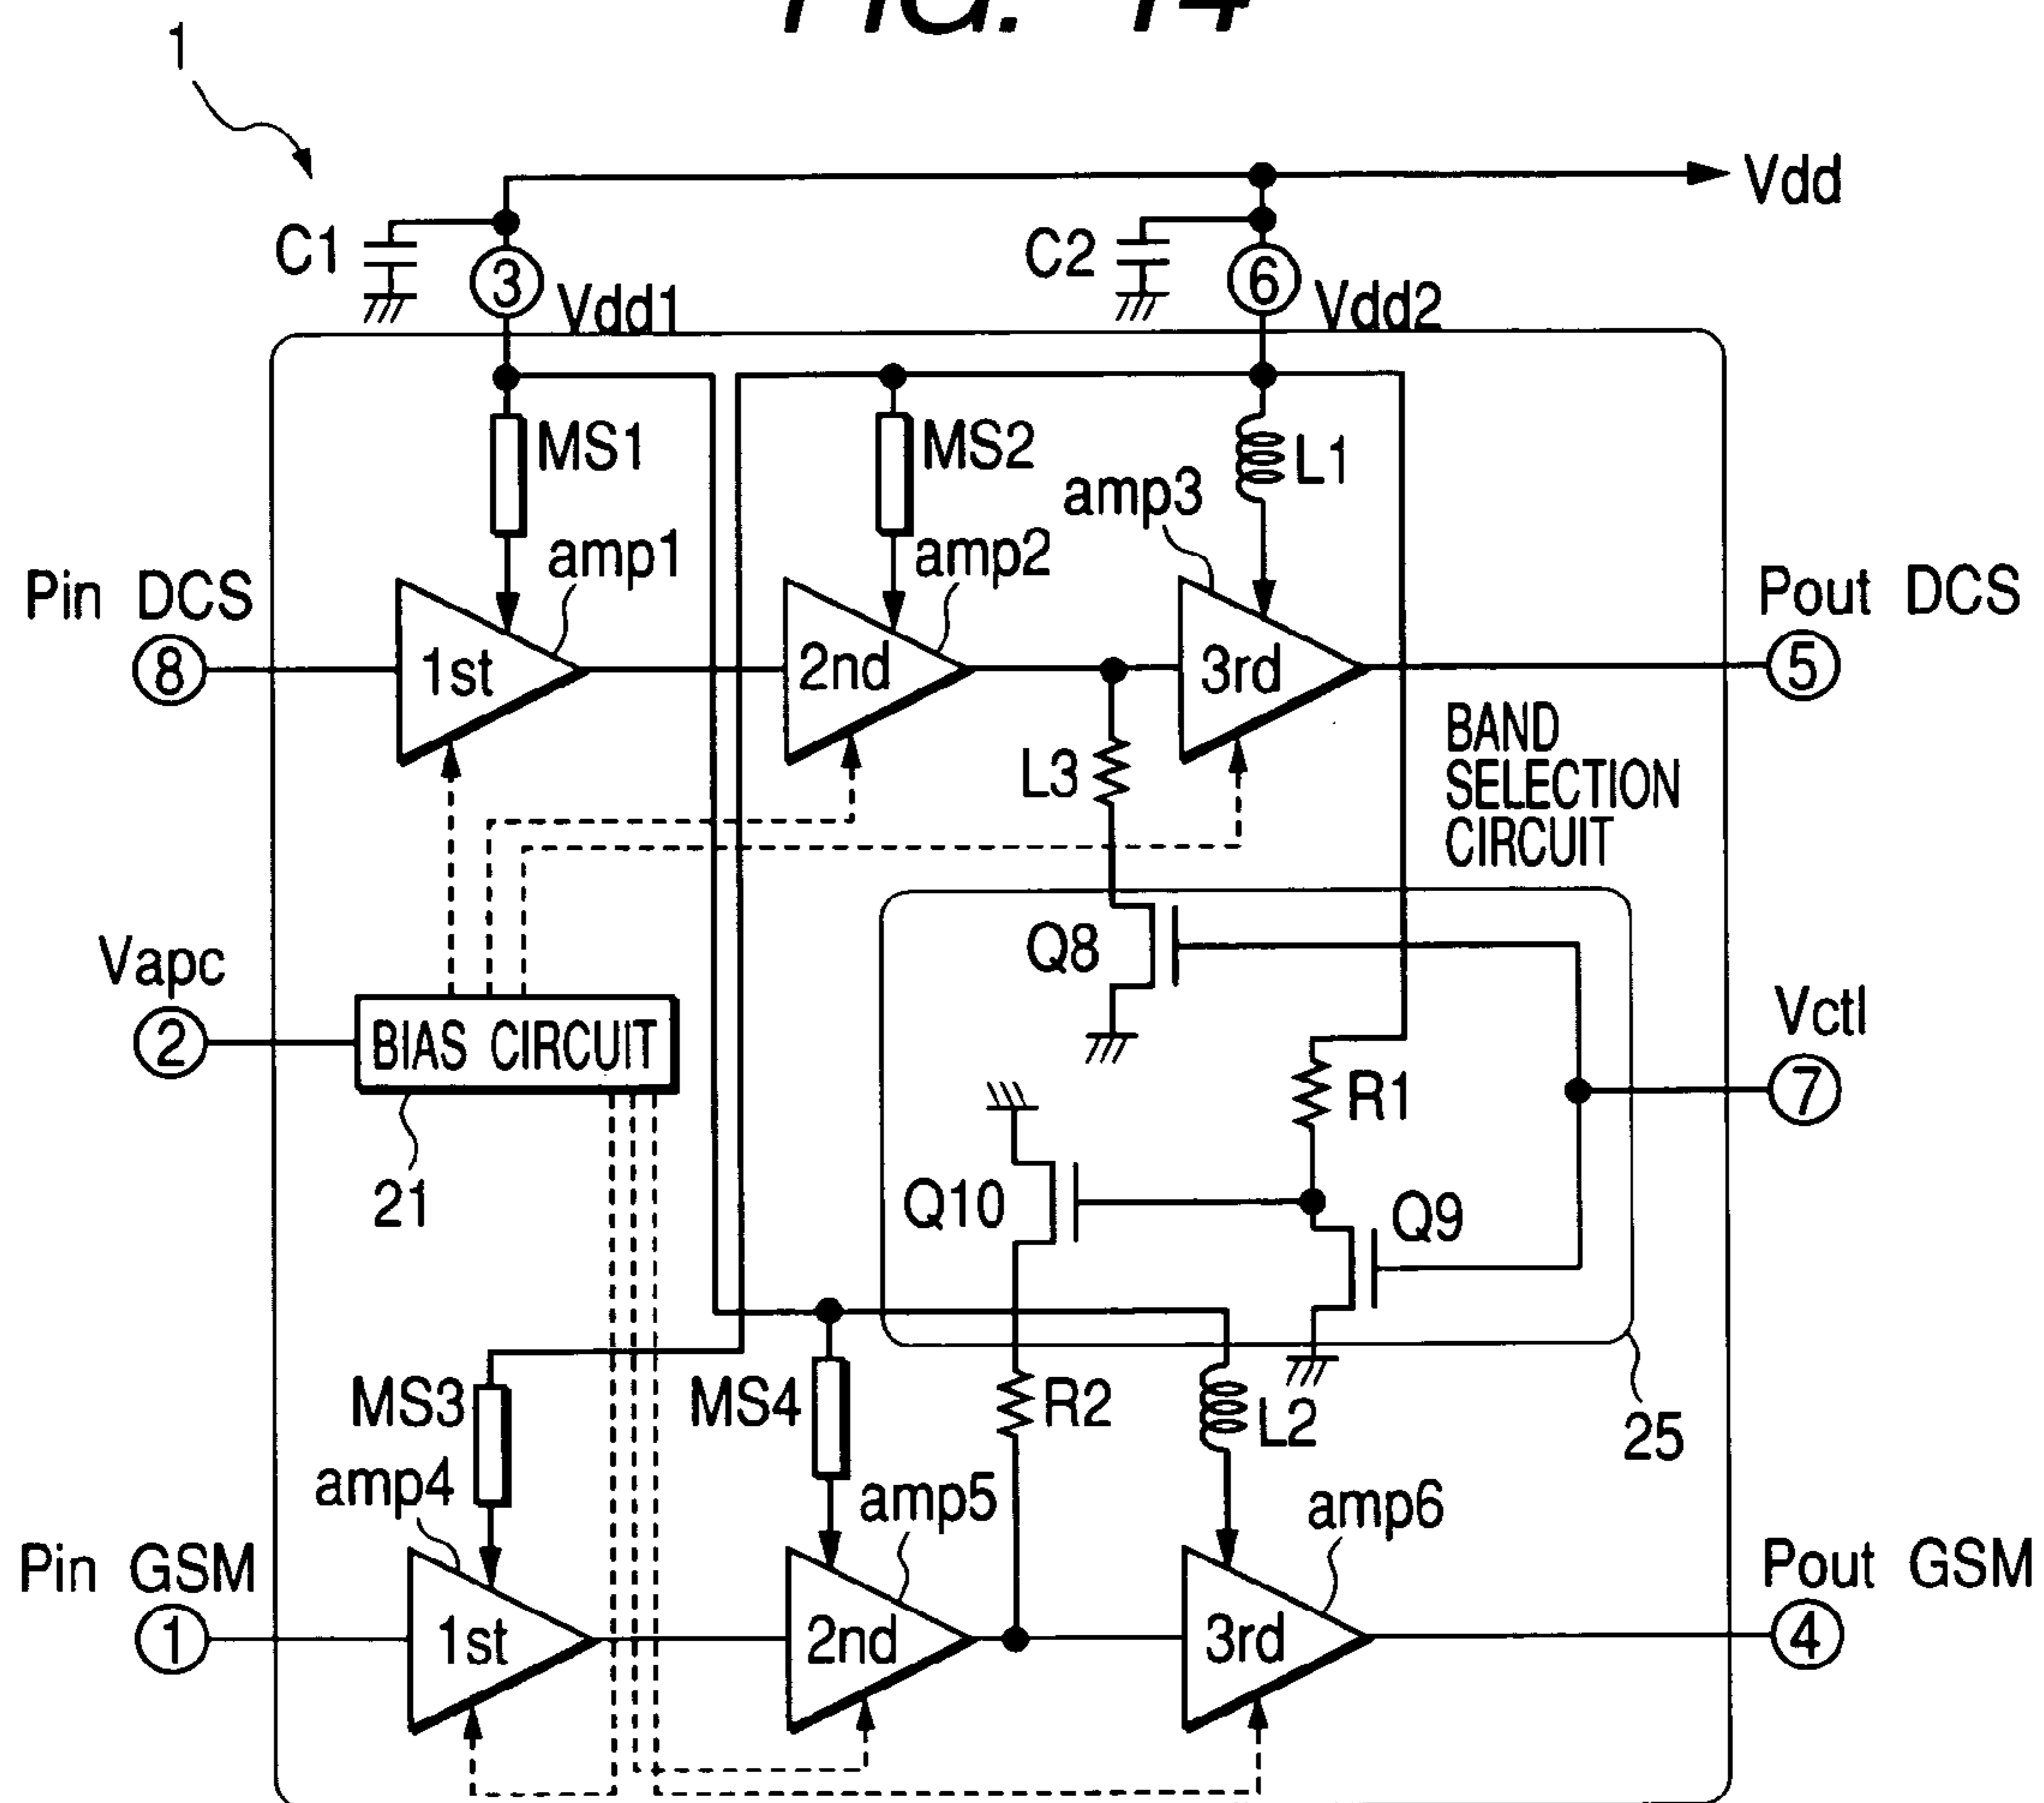 FIG. 14
1
Vdd
C1
3
Vdd1
C2
6
Vdd2
MS1
MS2
L1
amp1
amp2
amp3
Pin DCS
8
1st
2nd
3rd
Pout DCS
5
L3
BAND
SELECTION
CIRCUIT
Q8
Vapc
2
BIAS CIRCUIT
21
Vctl
7
R1
Q10
Q9
MS3
MS4
R2
L2
25
amp4
amp5
amp6
Pin GSM
1
1st
2nd
3rd
Pout GSM
4